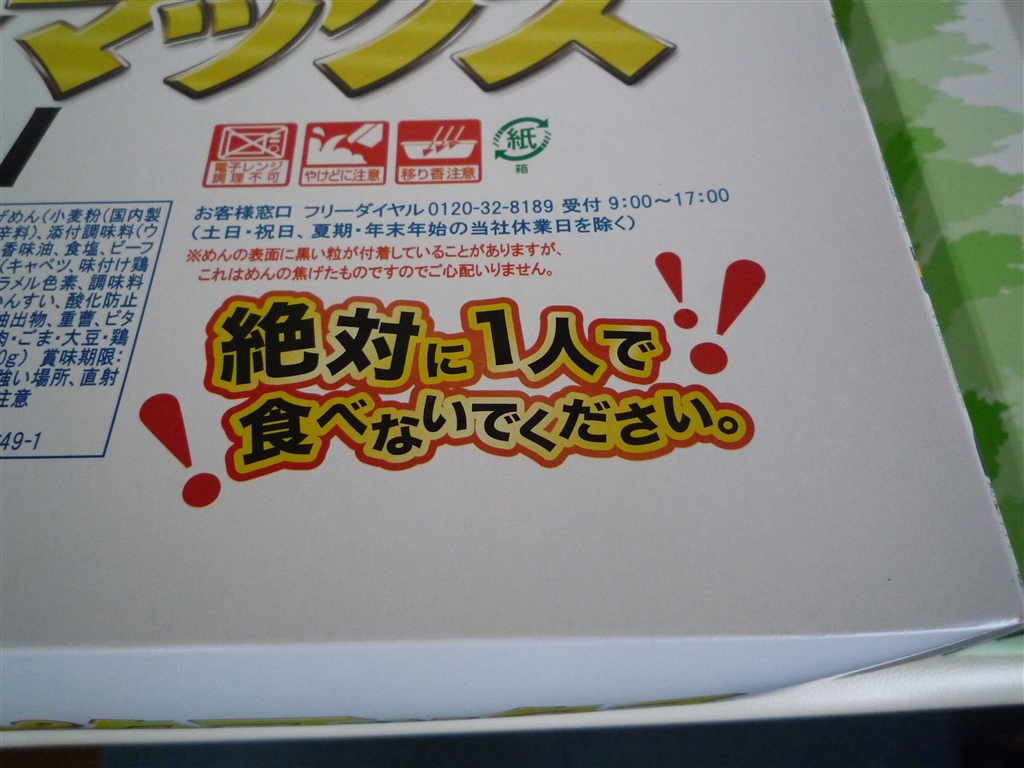 マックス
電子レンジ
調理不可
やけどに注意
移り香注意
紙
箱
お客様窓口 フリーダイヤル 0120-32-8189 受付 9:00～17:00
(土日・祝日、夏期・年末年始の当社休業日を除く)
※めんの表面に黒い粒が付着していることがありますが、
これはめんの焦げたものですのでご心配いりません。
げめん(小麦粉(国内製
辛料)、添付調味料(ウ
香味油、食塩、ビーフ
(キャベツ、味付け鶏
ラメル色素、調味料
かんすい、酸化防止
抽出物、重曹、ビタ
肉・ごま・大豆・鶏
0g) 賞味期限:
強い場所、直射
注意
49-1
絶対に1人で
食べないでください。
!
!!